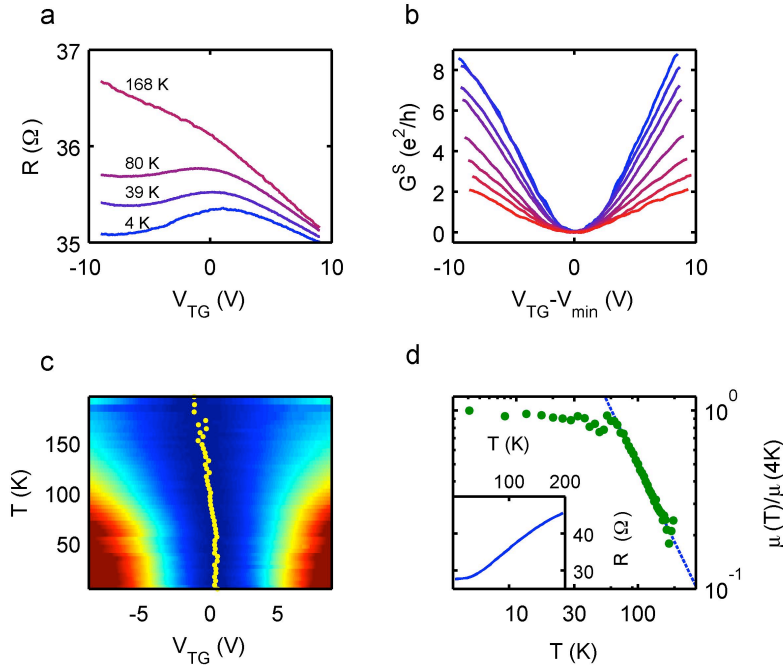 a
37
36
35
R (Ω)
168 K
80 K
39 K
4 K
-10
0
10
V_TG (V)
b
8
6
4
2
0
G^S (e^2/h)
-10
0
10
V_TG-V_min (V)
c
150
100
50
T (K)
-5
0
5
V_TG (V)
d
10^0
10^-1
μ (T)/μ (4K)
T (K)
100
200
40
30
R (Ω)
10
30
100
T (K)